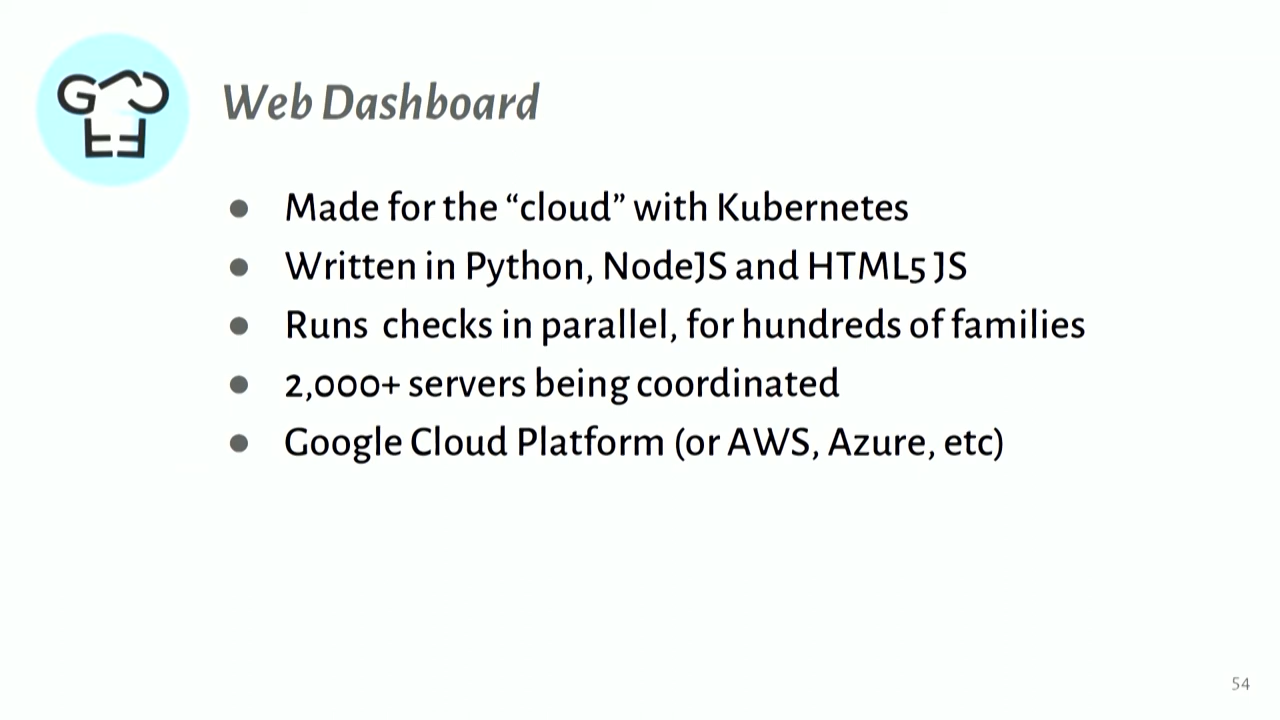 Web Dashboard
● Made for the “cloud” with Kubernetes
● Written in Python, NodeJS and HTML5 JS
● Runs checks in parallel, for hundreds of families
● 2,000+ servers being coordinated
● Google Cloud Platform (or AWS, Azure, etc)
54